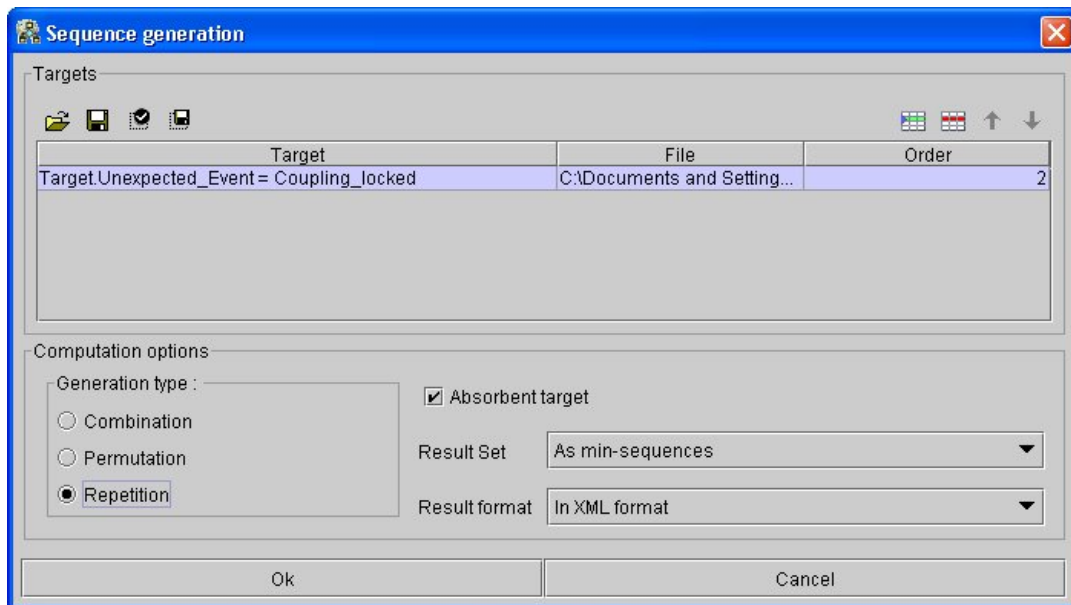 Sequence generation
Targets
Target File Order
Target.Unexpected_Event = Coupling_locked C:\Documents and Setting... 2
Computation options
Generation type :
Combination
Permutation
Repetition
Absorbent target
Result Set As min-sequences
Result format In XML format
Ok Cancel